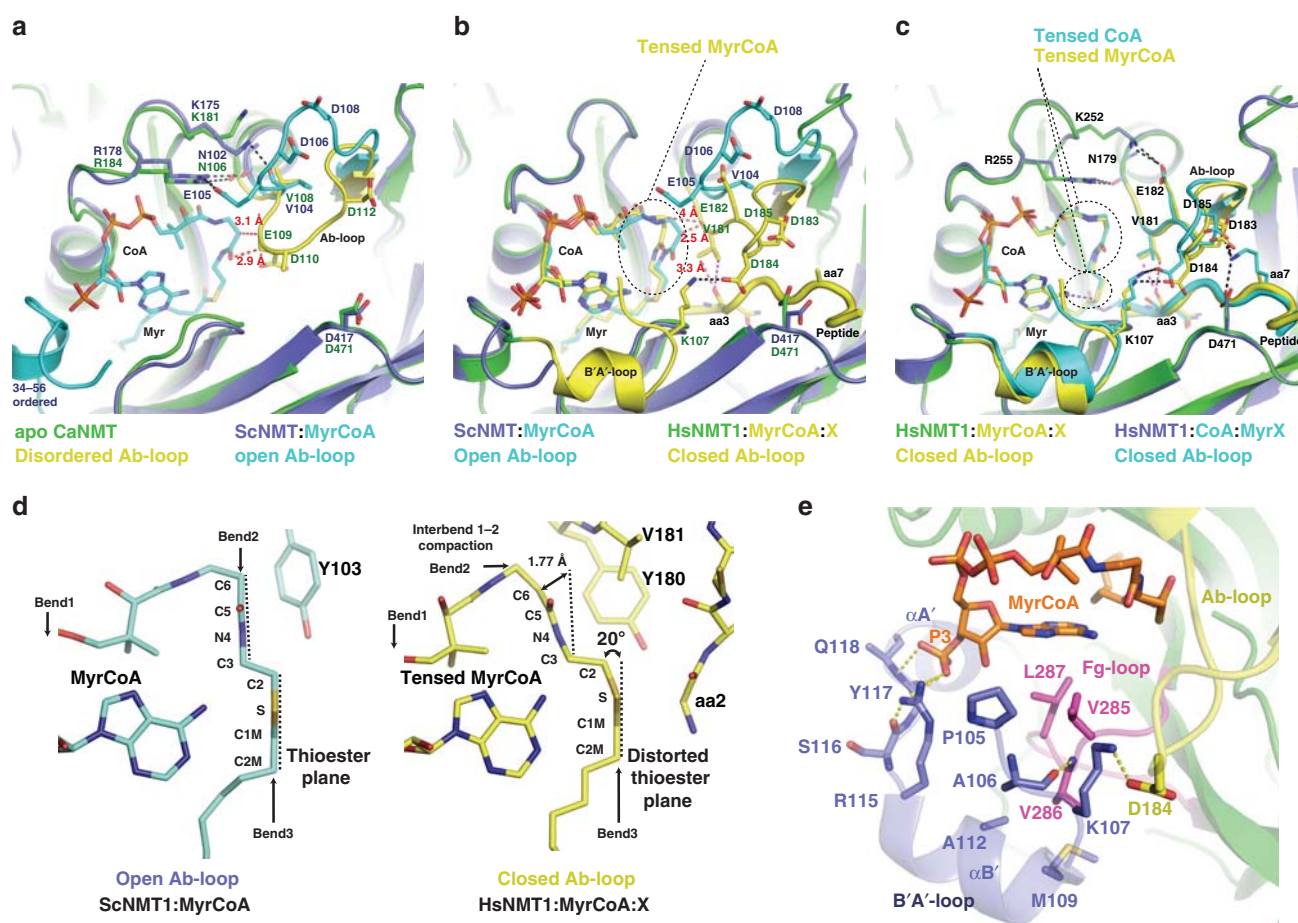 a
K175
K181
D108
R178
R184
N102
N106
D106
E105
V108
V104
D112
3.1 Å
E109
Ab-loop
CoA
2.9 Å
D110
Myr
D417
D471
34–56
ordered
apo CaNMT
Disordered Ab-loop
ScNMT:MyrCoA
open Ab-loop
b
Tensed MyrCoA
D108
D106
E105
V104
E182
4 Å
D185
D183
V181
2.5 Å
CoA
3.3 Å
D184
aa7
Myr
aa3
Peptide
K107
D417
D471
B′A′-loop
ScNMT:MyrCoA
Open Ab-loop
HsNMT1:MyrCoA:X
Closed Ab-loop
c
Tensed CoA
Tensed MyrCoA
K252
R255
N179
Ab-loop
E182
D185
V181
D183
CoA
D184
aa7
aa3
Myr
Peptide
K107
D471
B′A′-loop
HsNMT1:MyrCoA:X
Closed Ab-loop
HsNMT1:CoA:MyrX
Closed Ab-loop
d
Bend2
Y103
C6
Bend1
C5
N4
C3
MyrCoA
C2
S
C1M
C2M
Thioester
plane
Bend3
Open Ab-loop
ScNMT1:MyrCoA
Interbend 1–2
compaction
V181
1.77 Å
Bend2
Y180
C6
Bend1
C5
N4
20°
C3
Tensed MyrCoA
C2
S
aa2
C1M
C2M
Distorted
thioester
plane
Bend3
Closed Ab-loop
HsNMT1:MyrCoA:X
e
MyrCoA
Ab-loop
αA′
P3
Q118
L287
Fg-loop
Y117
V285
P105
S116
A106
R115
V286
K107
D184
A112
αB′
M109
B′A′-loop